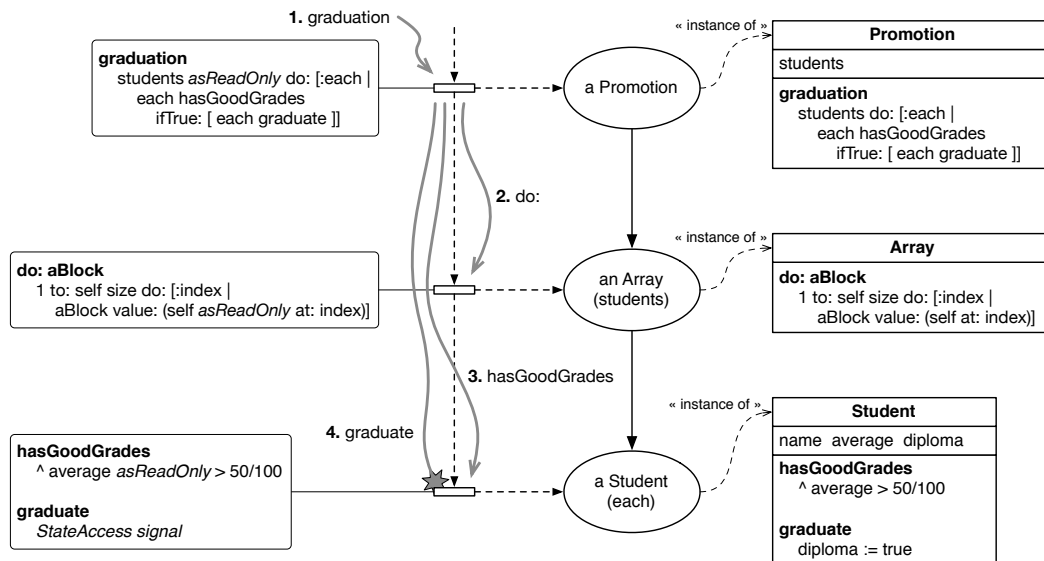 1. graduation
graduation
students asReadOnly do: [:each |
each hasGoodGrades
ifTrue: [ each graduate ]]
a Promotion
« instance of »
Promotion
students
graduation
students do: [:each |
each hasGoodGrades
ifTrue: [ each graduate ]]
2. do:
do: aBlock
1 to: self size do: [:index |
aBlock value: (self asReadOnly at: index)]
an Array
(students)
« instance of »
Array
do: aBlock
1 to: self size do: [:index |
aBlock value: (self at: index)]
3. hasGoodGrades
4. graduate
hasGoodGrades
^ average asReadOnly > 50/100
graduate
StateAccess signal
a Student
(each)
« instance of »
Student
name average diploma
hasGoodGrades
^ average > 50/100
graduate
diploma := true